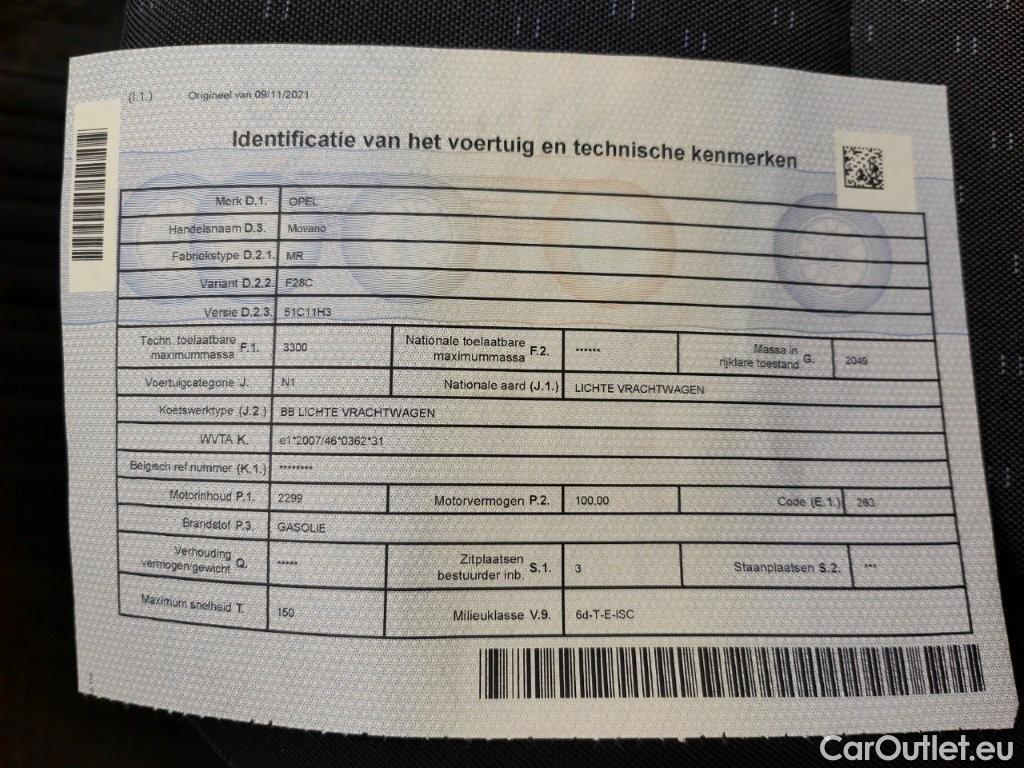 (I.1.) Origineel van 09/11/2021
Identificatie van het voertuig en technische kenmerken
Merk D.1. OPEL
Handelsnaam D.3. Movano
Fabriekstype D.2.1. MR
Variant D.2.2. F28C
Versie D.2.3. 51C11H3
Techn. toelaatbare maximummassa F.1. 3300 Nationale toelaatbare maximummassa F.2. ****** Massa in rijklare toestand G. 2049
Voertuigcategorie J. N1 Nationale aard (J.1.) LICHTE VRACHTWAGEN
Koetswerktype (J.2.) BB LICHTE VRACHTWAGEN
WVTA K. e1*2007/46*0362*31
Belgisch ref.nummer (K.1.) ********
Motorinhoud P.1. 2299 Motorvermogen P.2. 100,00 Code (E.1.) 263
Brandstof P.3. GASOLIE
Verhouding vermogen/gewicht Q. ***** Zitplaatsen bestuurder inb. S.1. 3 Staanplaatsen S.2. ***
Maximum snelheid T. 150 Milieuklasse V.9. 6d-T-E-ISC
CarOutlet.eu